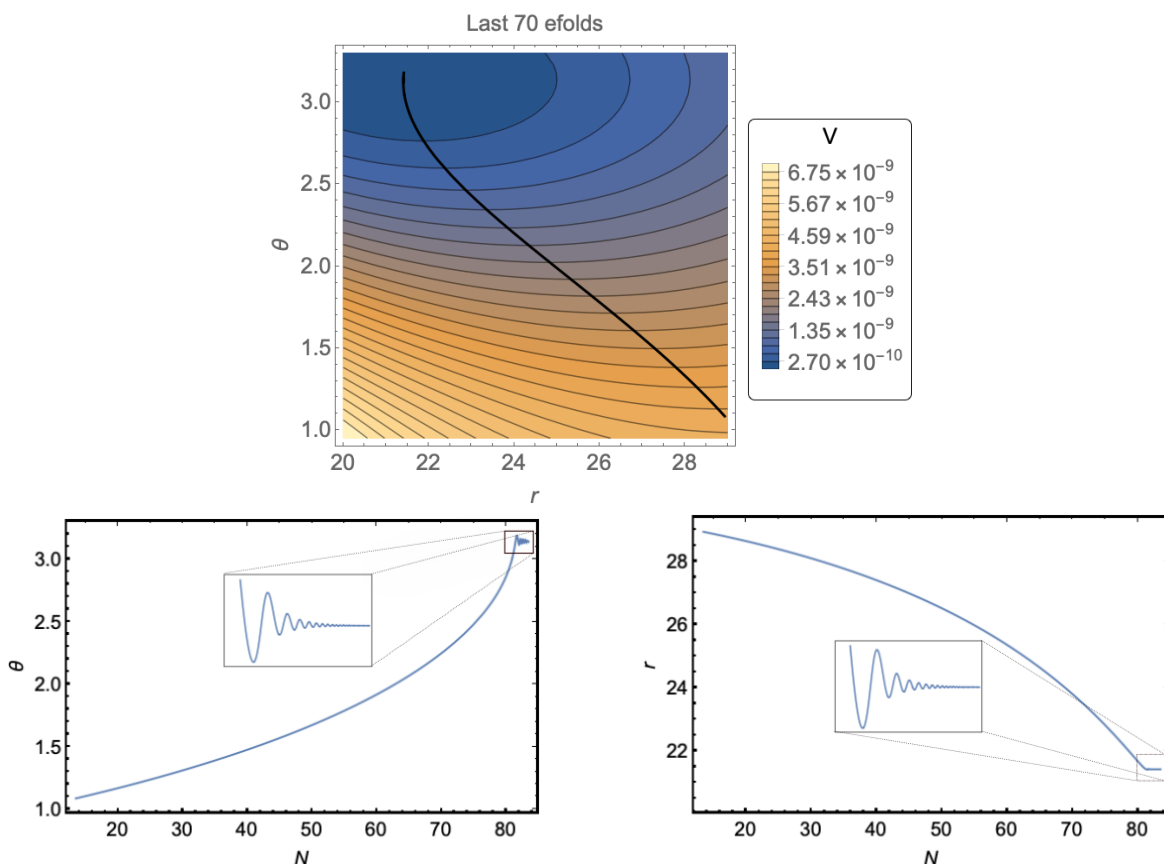 Last 70 efolds
θ
3.0
2.5
2.0
1.5
1.0
20 22 24 26 28
r
V
6.75 × 10⁻⁹
5.67 × 10⁻⁹
4.59 × 10⁻⁹
3.51 × 10⁻⁹
2.43 × 10⁻⁹
1.35 × 10⁻⁹
2.70 × 10⁻¹⁰
θ
3.0
2.5
2.0
1.5
1.0
20 30 40 50 60 70 80
N
r
28
26
24
22
20 30 40 50 60 70 80
N